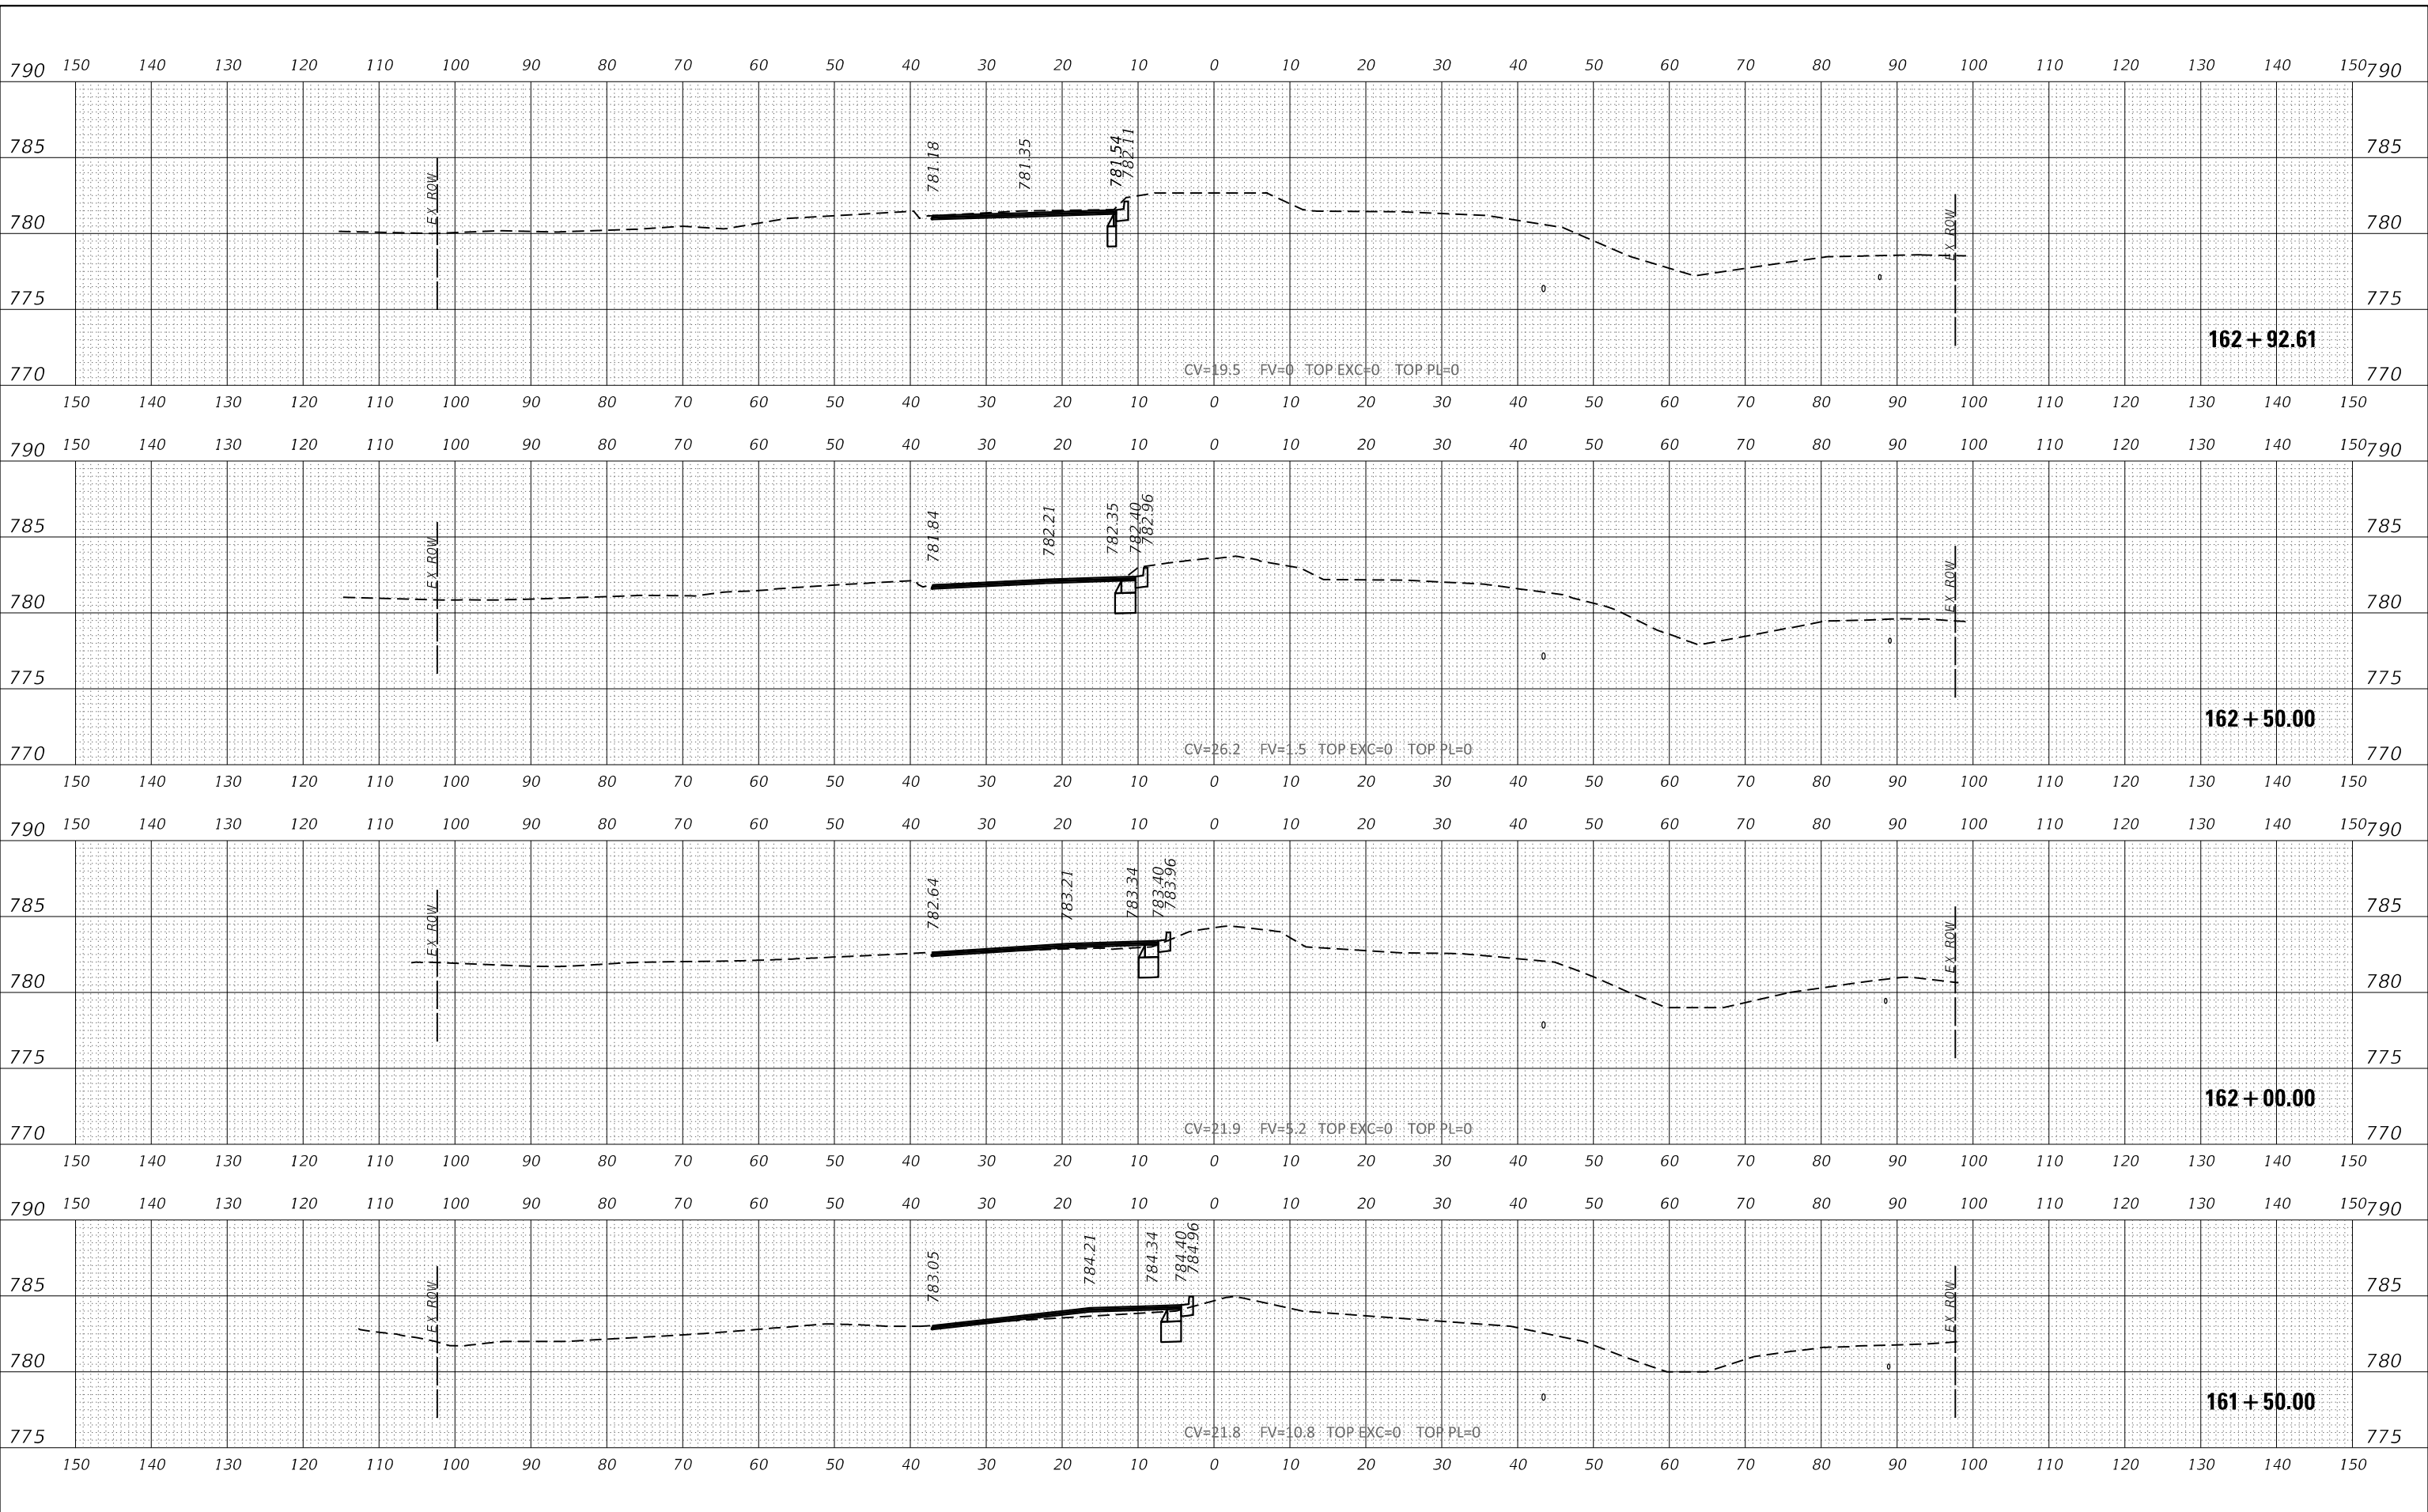 150 140 130 120 110 100 90 80 70 60 50 40 30 20 10 0 10 20 30 40 50 60 70 80 90 100 110 120 130 140 150
790 790
785 781.18 781.35 781.54 782.11 785
EX ROW EX ROW
780 780
775 775
162+92.61
770 CV=19.5 FV=0 TOP EXC=0 TOP PL=0 770
150 140 130 120 110 100 90 80 70 60 50 40 30 20 10 0 10 20 30 40 50 60 70 80 90 100 110 120 130 140 150
150 140 130 120 110 100 90 80 70 60 50 40 30 20 10 0 10 20 30 40 50 60 70 80 90 100 110 120 130 140 150
790 790
785 781.84 782.21 782.35 782.40 782.96 785
EX ROW EX ROW
780 780
775 775
162+50.00
770 CV=26.2 FV=1.5 TOP EXC=0 TOP PL=0 770
150 140 130 120 110 100 90 80 70 60 50 40 30 20 10 0 10 20 30 40 50 60 70 80 90 100 110 120 130 140 150
150 140 130 120 110 100 90 80 70 60 50 40 30 20 10 0 10 20 30 40 50 60 70 80 90 100 110 120 130 140 150
790 790
785 782.64 783.21 783.34 783.40 783.96 785
EX ROW EX ROW
780 780
775 775
162+00.00
770 CV=21.9 FV=5.2 TOP EXC=0 TOP PL=0 770
150 140 130 120 110 100 90 80 70 60 50 40 30 20 10 0 10 20 30 40 50 60 70 80 90 100 110 120 130 140 150
150 140 130 120 110 100 90 80 70 60 50 40 30 20 10 0 10 20 30 40 50 60 70 80 90 100 110 120 130 140 150
790 790
783.05 784.21 784.34 784.40 784.96
785 785
EX ROW EX ROW
780 780
161+50.00
775 CV=21.8 FV=10.8 TOP EXC=0 TOP PL=0 775
150 140 130 120 110 100 90 80 70 60 50 40 30 20 10 0 10 20 30 40 50 60 70 80 90 100 110 120 130 140 150